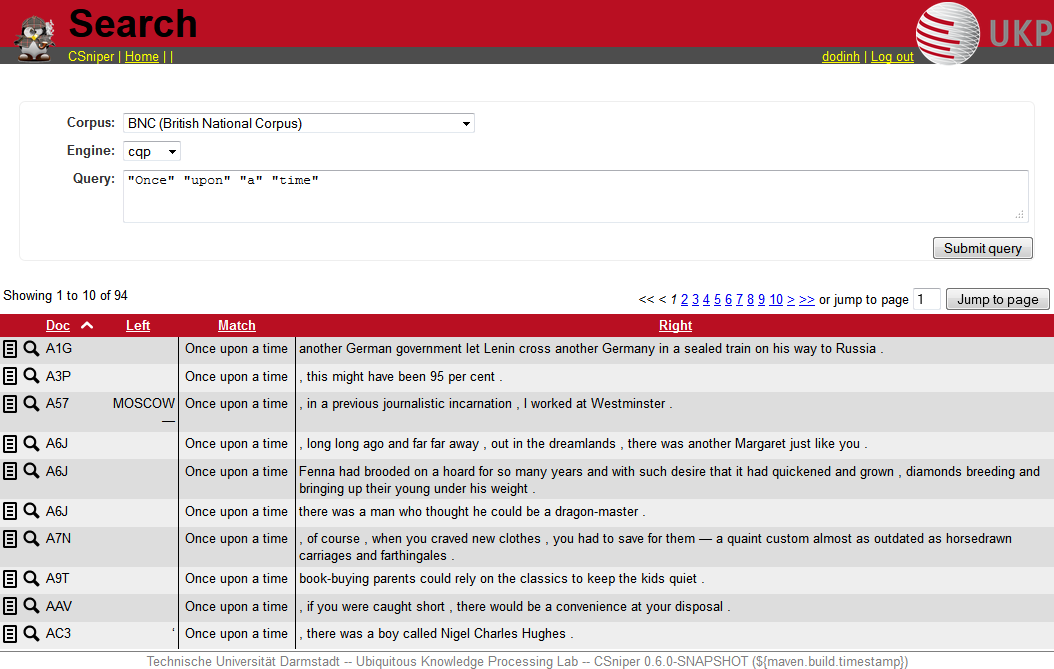 Search
UKP
CSniper | Home | |
dodinh | Log out
Corpus: BNC (British National Corpus)
Engine: cqp
Query: "Once" "upon" "a" "time"
Submit query
Showing 1 to 10 of 94
<< < 1 2 3 4 5 6 7 8 9 10 > >> or jump to page 1 Jump to page
Doc Left Match Right
A1G Once upon a time another German government let Lenin cross another Germany in a sealed train on his way to Russia .
A3P Once upon a time , this might have been 95 per cent .
A57 MOSCOW Once upon a time , in a previous journalistic incarnation , I worked at Westminster .
—
A6J Once upon a time , long long ago and far far away , out in the dreamlands , there was another Margaret just like you .
A6J Once upon a time Fenna had brooded on a hoard for so many years and with such desire that it had quickened and grown , diamonds breeding and
bringing up their young under his weight .
A6J Once upon a time there was a man who thought he could be a dragon-master .
A7N Once upon a time , of course , when you craved new clothes , you had to save for them — a quaint custom almost as outdated as horsedrawn
carriages and farthingales .
A9T Once upon a time book-buying parents could rely on the classics to keep the kids quiet .
AAV Once upon a time , if you were caught short , there would be a convenience at your disposal .
AC3 ‘ Once upon a time , there was a boy called Nigel Charles Hughes .
Technische Universität Darmstadt -- Ubiquitous Knowledge Processing Lab -- CSniper 0.6.0-SNAPSHOT (${maven.build.timestamp})